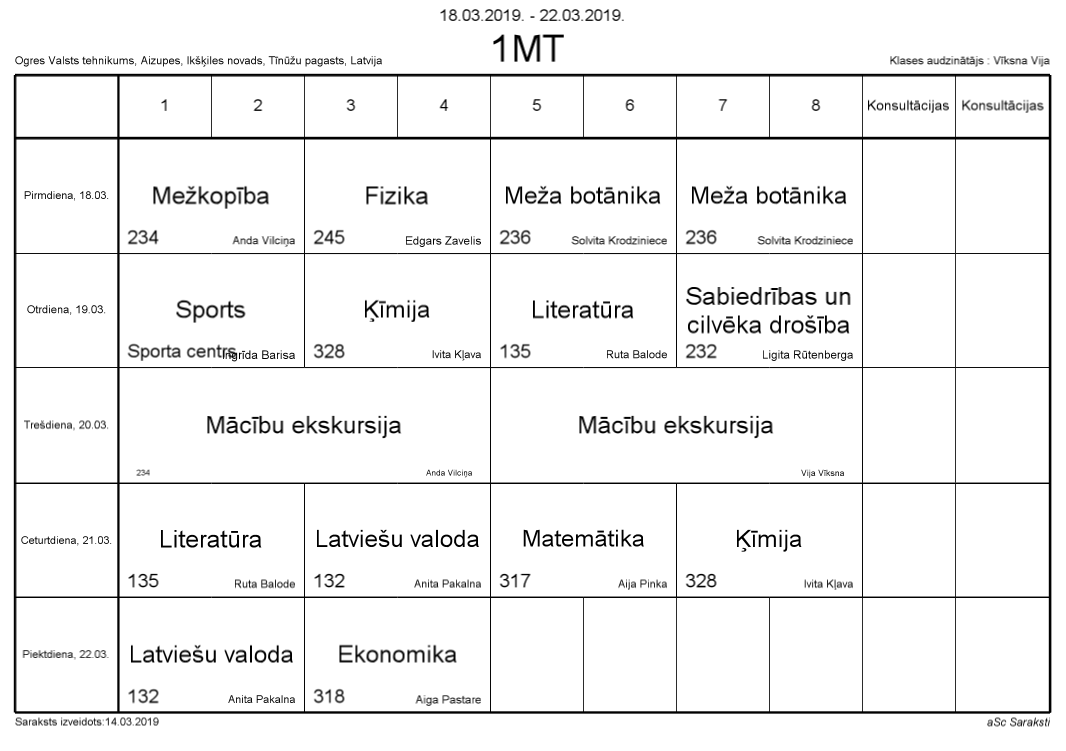 18.03.2019. - 22.03.2019.
1MT
Ogres Valsts tehnikums, Aizupes, Ikšķiles novads, Tīnūžu pagasts, Latvija
Klases audzinātājs : Vīksna Vija
1 2 3 4 5 6 7 8 Konsultācijas Konsultācijas
Pirmdiena, 18.03.
Mežkopība
234 Anda Vilciņa
Fizika
245 Edgars Zavelis
Meža botānika
236 Solvita Krodziniece
Meža botānika
236 Solvita Krodziniece
Otrdiena, 19.03.
Sports
Sporta centrs Ingrīda Barisa
Ķīmija
328 Ivita Kļava
Literatūra
135 Ruta Balode
Sabiedrības un
cilvēka drošība
232 Ligita Rūtenberga
Trešdiena, 20.03.
Mācību ekskursija
234 Anda Vilciņa
Mācību ekskursija
Vija Vīksna
Ceturtdiena, 21.03.
Literatūra
135 Ruta Balode
Latviešu valoda
132 Anita Pakalna
Matemātika
317 Aija Pinka
Ķīmija
328 Ivita Kļava
Piektdiena, 22.03.
Latviešu valoda
132 Anita Pakalna
Ekonomika
318 Aiga Pastare
Saraksts izveidots:14.03.2019
aSc Saraksti